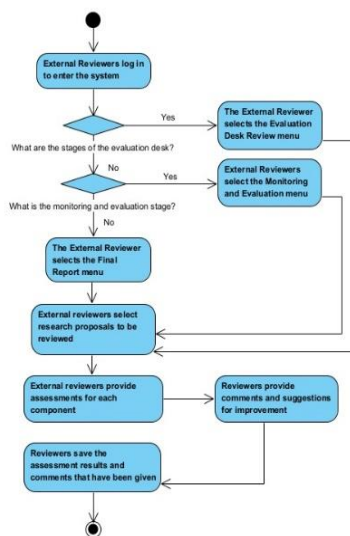 External Reviewers log in
to enter the system
Yes
The External Reviewer
selects the Evaluation
Desk Review menu
What are the stages of the evaluation desk?
No
Yes
External Reviewers
select the Monitoring
and Evaluation menu
What is the monitoring and evaluation stage?
No
The External Reviewer
selects the Final
Report menu
External reviewers select
research proposals to be
reviewed
External reviewers provide
assessments for each
component
Reviewers provide
comments and suggestions
for improvement
Reviewers save the
assessment results and
comments that have been given